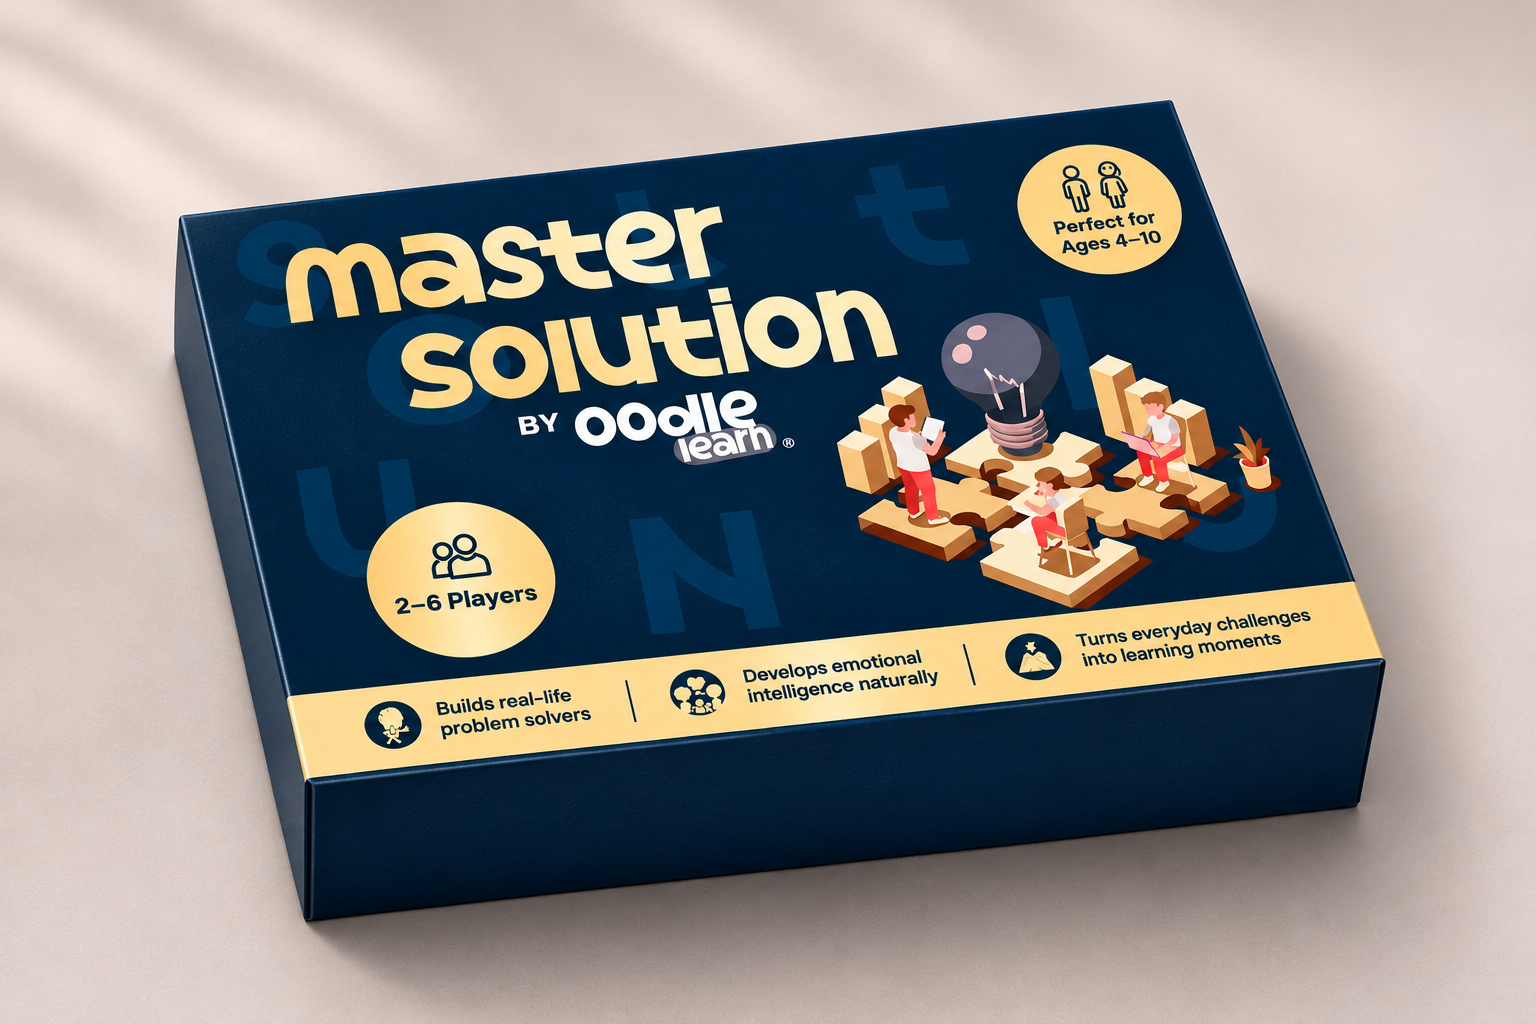 master
solution
BY oodle
learn ®
Perfect for
Ages 4–10
2–6 Players
Builds real-life
problem solvers
Develops emotional
intelligence naturally
Turns everyday challenges
into learning moments
S
L
t
O
I
U
N